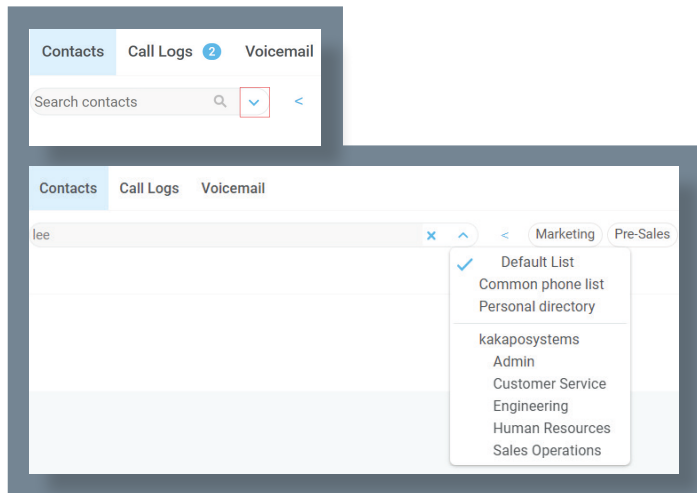 Contacts Call Logs 2 Voicemail
Search contacts <
Contacts Call Logs Voicemail
lee < Marketing Pre-Sales
Default List
Common phone list
Personal directory
kakaposystems
Admin
Customer Service
Engineering
Human Resources
Sales Operations